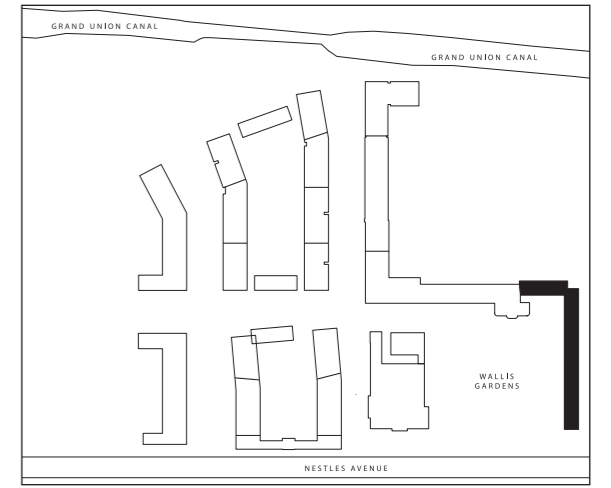 GRAND UNION CANAL
GRAND UNION CANAL
WALLIS
GARDENS
NESTLES AVENUE